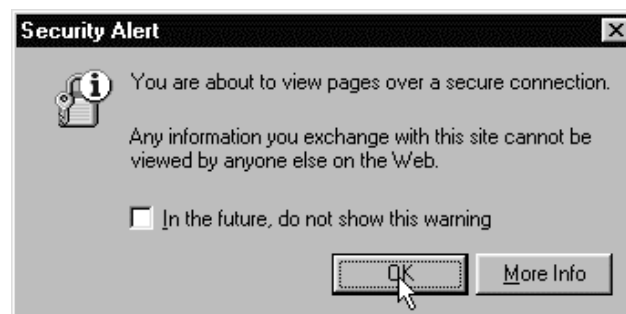 Security Alert
You are about to view pages over a secure connection.
Any information you exchange with this site cannot be
viewed by anyone else on the Web.
In the future, do not show this warning
OK More Info